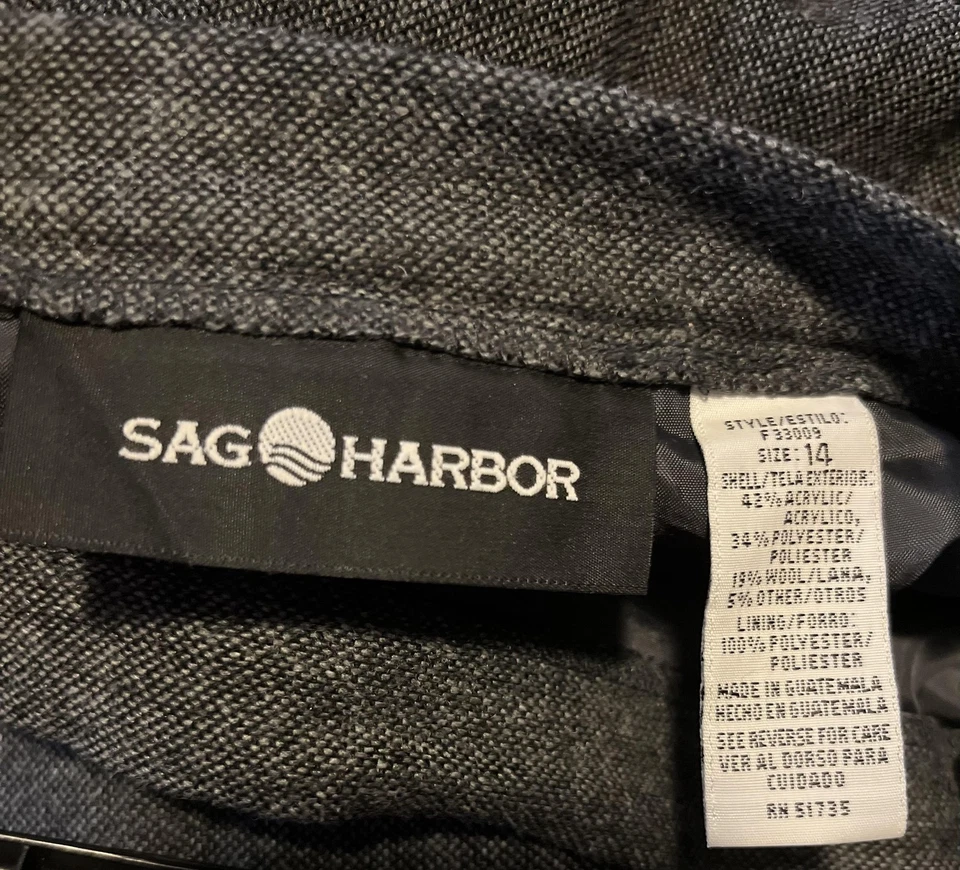 SAG HARBOR
STYLE/ESTILO:
F33009
SIZE: 14
SHELL/TELA EXTERIOR:
42% ACRYLIC/
ACRYLICO,
34% POLYESTER/
POLIESTER
19% WOOL/LANA,
5% OTHER/OTROS
LINING/FORRO:
100% POLYESTER/
POLIESTER
MADE IN GUATEMALA
HECHO EN GUATEMALA
SEE REVERSE FOR CARE
VER AL DORSO PARA
CUIDADO
RN 51735